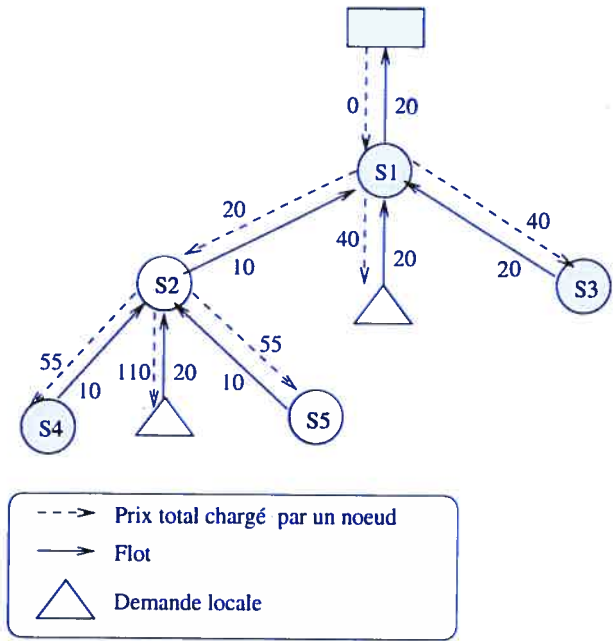 0 20
S1
20 40 40
10 20 20
S2 S3
55 110 55
10 20 10
S4 S5
Prix total chargé par un noeud
Flot
Demande locale